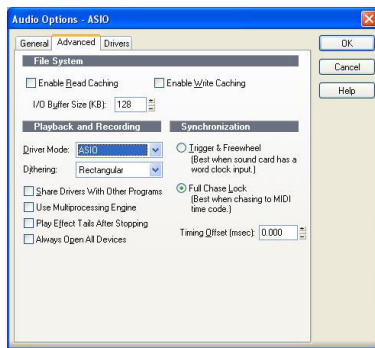 Audio Options - ASIO
General Advanced Drivers
File System
Enable Read Caching Enable Write Caching
I/O Buffer Size (KB): 128
Playback and Recording
Driver Mode: ASIO
Dithering: Rectangular
Share Drivers With Other Programs
Use Multiprocessing Engine
Play Effect Tails After Stopping
Always Open All Devices
Synchronization
Trigger & Freewheel
(Best when sound card has a
word clock input.)
Full Chase Lock
(Best when chasing to MIDI
time code.)
Timing Offset (msec): 0.000
OK
Cancel
Help